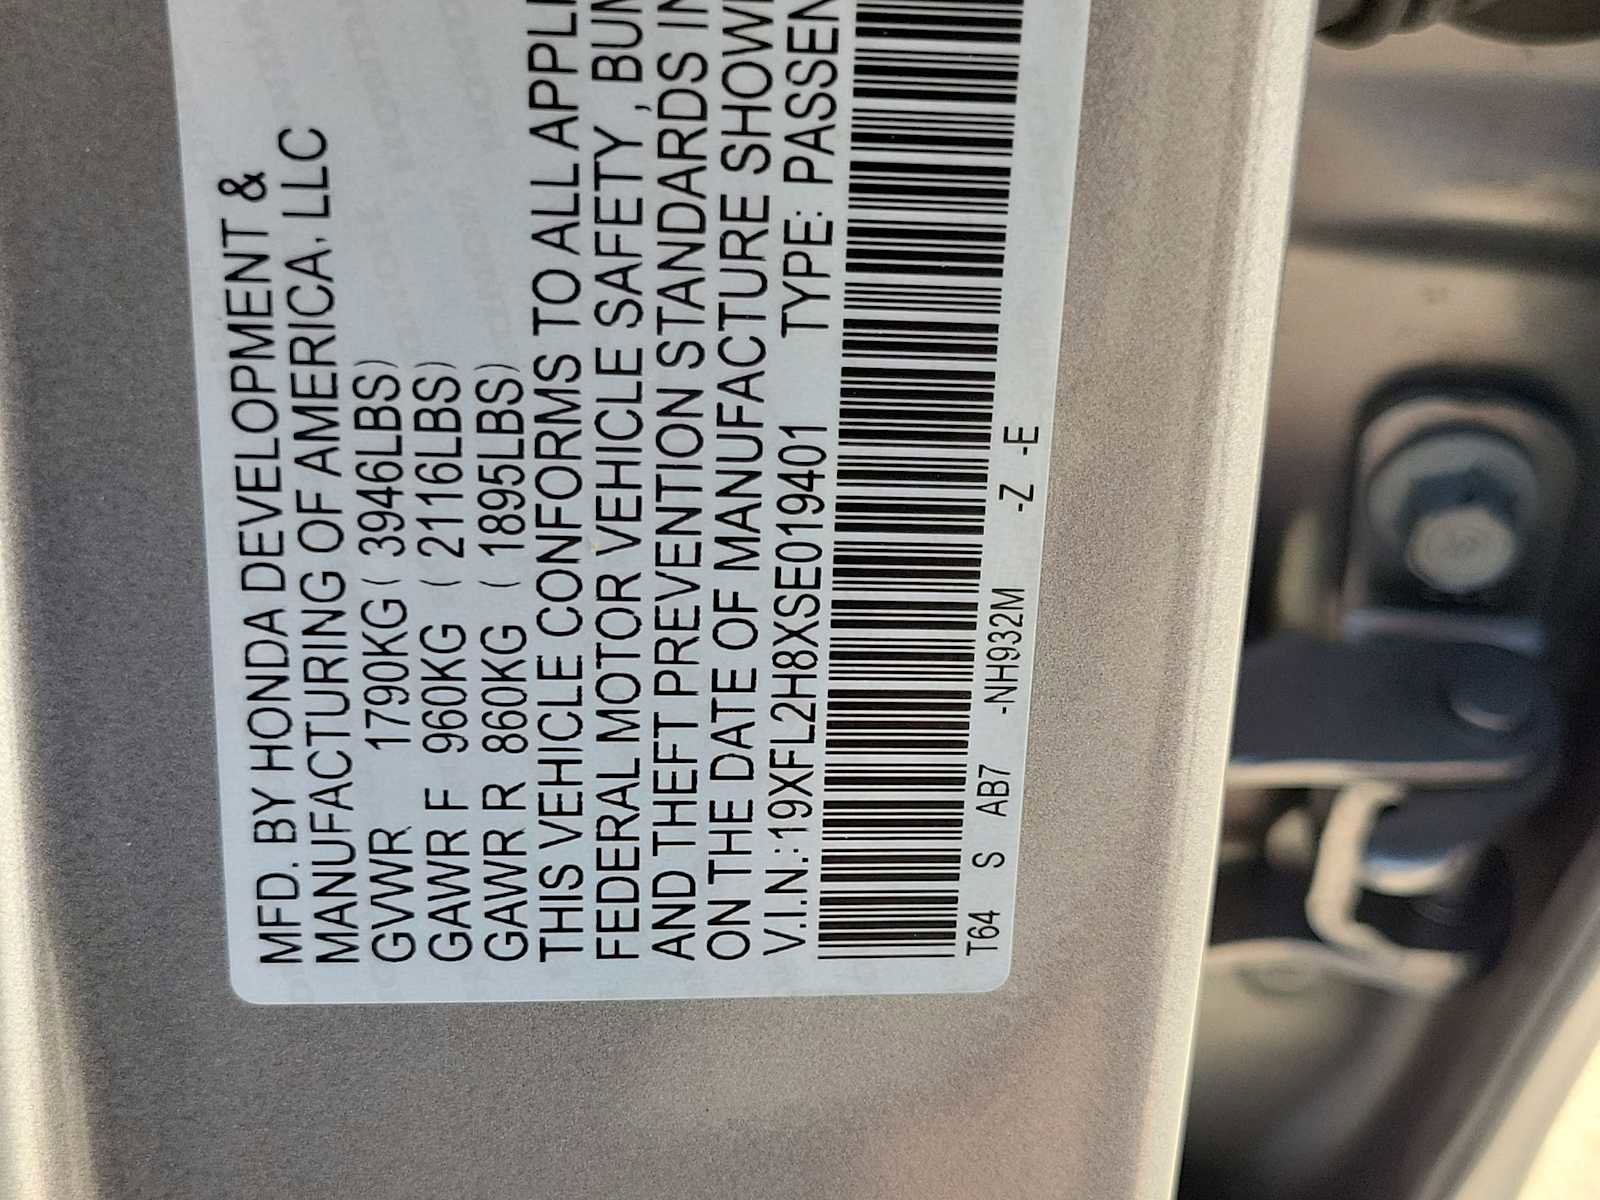 MFD. BY HONDA DEVELOPMENT &
MANUFACTURING OF AMERICA, LLC
GVWR 1790KG ( 3946LBS)
GAWR F 960KG ( 2116LBS)
GAWR R 860KG ( 1895LBS)
THIS VEHICLE CONFORMS TO ALL APPLI
FEDERAL MOTOR VEHICLE SAFETY , BUM
AND THEFT PREVENTION STANDARDS IN
ON THE DATE OF MANUFACTURE SHOWN
V.I.N.:19XFL2H8XSE019401 TYPE: PASSEN
T64 S AB7 -NH932M -Z -E